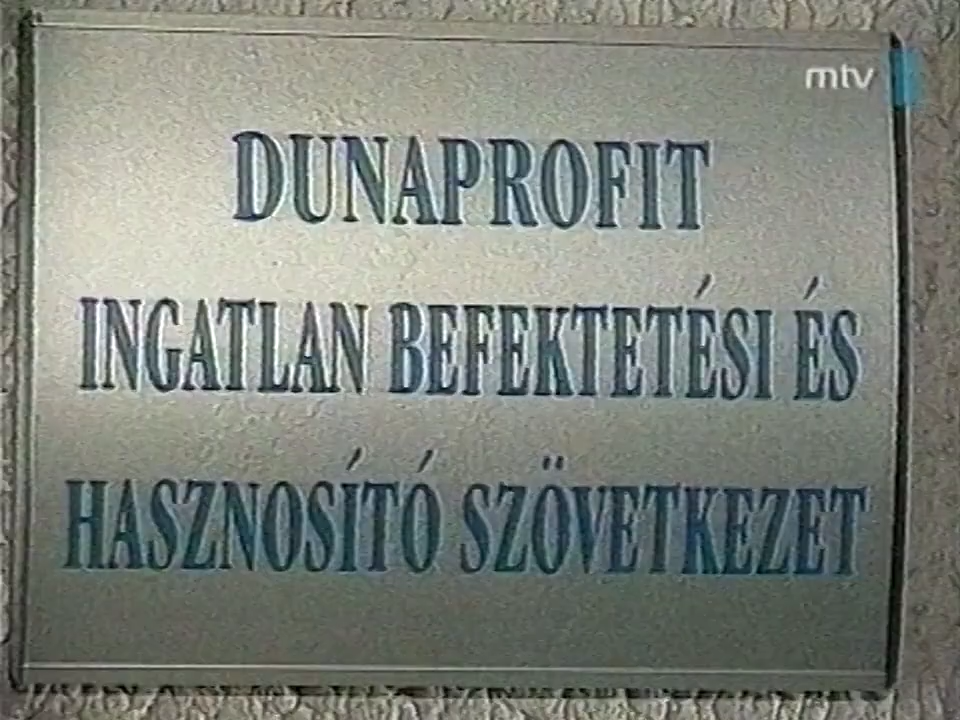 mtv
DUNAPROFIT
INGATLAN BEFEKTETÉSI ÉS
HASZNOSÍTÓ SZÖVETKEZET